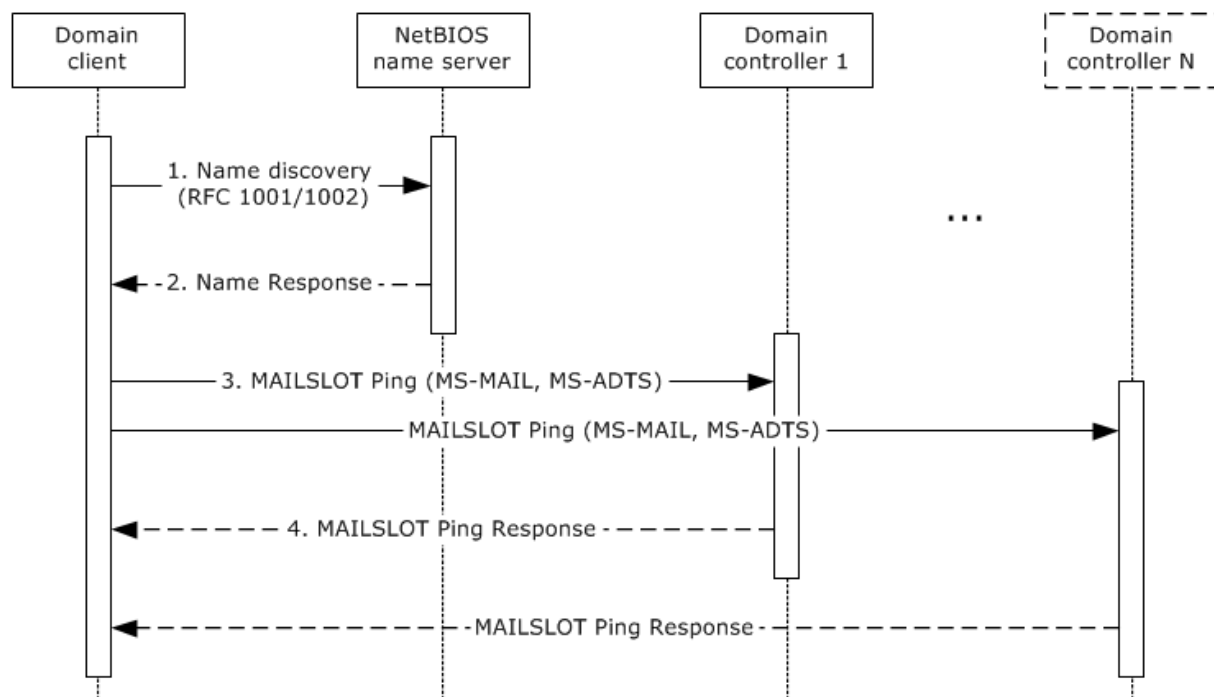 Domain
client
NetBIOS
name server
Domain
controller 1
Domain
controller N
1. Name discovery
(RFC 1001/1002)
...
2. Name Response
3. MAILSLOT Ping (MS-MAIL, MS-ADTS)
MAILSLOT Ping (MS-MAIL, MS-ADTS)
4. MAILSLOT Ping Response
MAILSLOT Ping Response